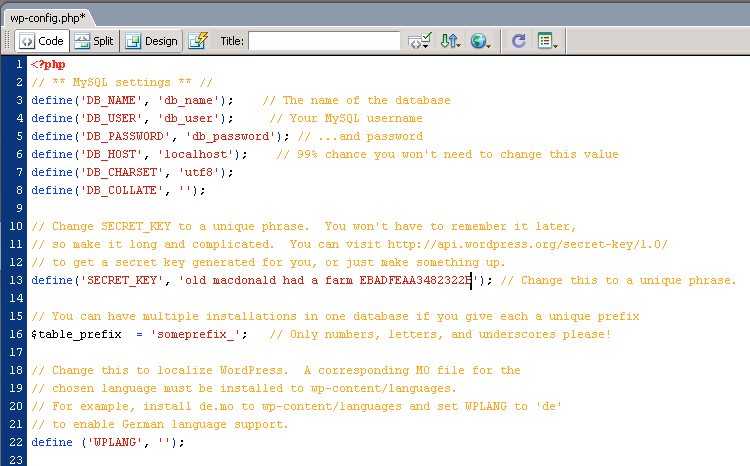 wp-config.php*
Code Split Design Title:
1 <?php
2 // ** MySQL settings ** //
3 define('DB_NAME', 'db_name');    // The name of the database
4 define('DB_USER', 'db_user');     // Your MySQL username
5 define('DB_PASSWORD', 'db_password'); // ...and password
6 define('DB_HOST', 'localhost');    // 99% chance you won't need to change this value
7 define('DB_CHARSET', 'utf8');
8 define('DB_COLLATE', '');
9
10 // Change SECRET_KEY to a unique phrase.  You won't have to remember it later,
11 // so make it long and complicated.  You can visit http://api.wordpress.org/secret-key/1.0/
12 // to get a secret key generated for you, or just make something up.
13 define('SECRET_KEY', 'old macdonald had a farm EBADFEAA3482322E'); // Change this to a unique phrase.
14
15 // You can have multiple installations in one database if you give each a unique prefix
16 $table_prefix  = 'someprefix_';   // Only numbers, letters, and underscores please!
17
18 // Change this to localize WordPress.  A corresponding MO file for the
19 // chosen language must be installed to wp-content/languages.
20 // For example, install de.mo to wp-content/languages and set WPLANG to 'de'
21 // to enable German language support.
22 define ('WPLANG', '');
23